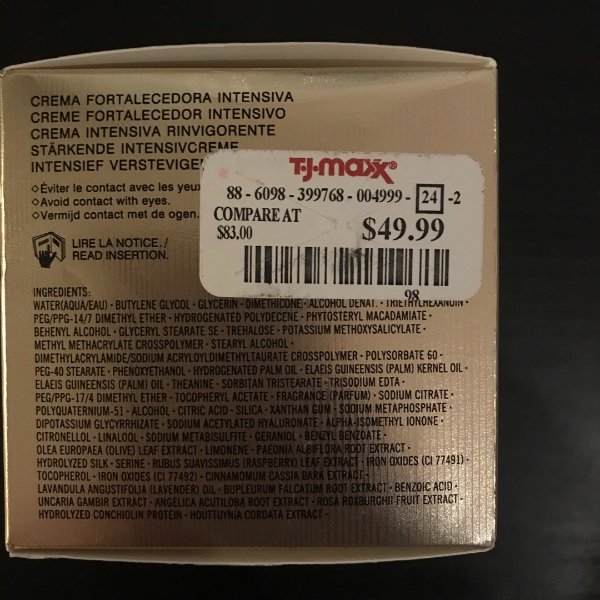 CREMA FORTALECEDORA INTENSIVA
CREME FORTALECEDOR INTENSIVO
CREMA INTENSIVA RINVIGORENTE
STÄRKENDE INTENSIVCREME
INTENSIEF
◇Éviter le contact avec les yeux
◇Avoid contact with eyes.
◇Vermijd contact met de ogen.
LIRE LA NOTICE. /
READ INSERTION.
T·J·maxx®
88 - 6098 - 399768 - 004999 - 24 -2
COMPARE AT
$83.00
$49.99
98
INGREDIENTS:
WATER(AQUA/EAU) · BUTYLENE GLYCOL · GLYCERIN · DIMETHICONE · ALCOHOL DENAT. · TRIETHYLHEXANOIN ·
PEG/PPG-14/7 DIMETHYL ETHER · HYDROGENATED POLYDECENE · PHYTOSTERYL MACADAMIATE ·
BEHENYL ALCOHOL · GLYCERYL STEARATE SE · TREHALOSE · POTASSIUM METHOXYSALICYLATE ·
METHYL METHACRYLATE CROSSPOLYMER · STEARYL ALCOHOL ·
DIMETHYLACRYLAMIDE/SODIUM ACRYLOYLDIMETHYLTAURATE CROSSPOLYMER · POLYSORBATE 60 ·
PEG-40 STEARATE · PHENOXYETHANOL · HYDROGENATED PALM OIL · ELAEIS GUINEENSIS (PALM) KERNEL OIL ·
ELAEIS GUINEENSIS (PALM) OIL · THEANINE · SORBITAN TRISTEARATE · TRISODIUM EDTA ·
PEG/PPG-17/4 DIMETHYL ETHER · TOCOPHERYL ACETATE · FRAGRANCE (PARFUM) · SODIUM CITRATE ·
POLYQUATERNIUM-51 · ALCOHOL · CITRIC ACID · SILICA · XANTHAN GUM · SODIUM METAPHOSPHATE ·
DIPOTASSIUM GLYCYRRHIZATE · SODIUM ACETYLATED HYALURONATE · ALPHA-ISOMETHYL IONONE ·
CITRONELLOL · LINALOOL · SODIUM METABISULFITE · GERANIOL · BENZYL BENZOATE ·
OLEA EUROPAEA (OLIVE) LEAF EXTRACT · LIMONENE · PAEONIA ALBIFLORA ROOT EXTRACT ·
HYDROLYZED SILK · SERINE · RUBUS SUAVISSIMUS (RASPBERRY) LEAF EXTRACT · IRON OXIDES (CI 77491) ·
TOCOPHEROL · IRON OXIDES (CI 77492) · CINNAMOMUM CASSIA BARK EXTRACT ·
LAVANDULA ANGUSTIFOLIA (LAVENDER) OIL · BUPLEURUM FALCATUM ROOT EXTRACT · BENZOIC ACID ·
UNCARIA GAMBIR EXTRACT · ANGELICA ACUTILOBA ROOT EXTRACT · ROSA ROXBURGHII FRUIT EXTRACT ·
HYDROLYZED CONCHIOLIN PROTEIN · HOUTTUYNIA CORDATA EXTRACT ·